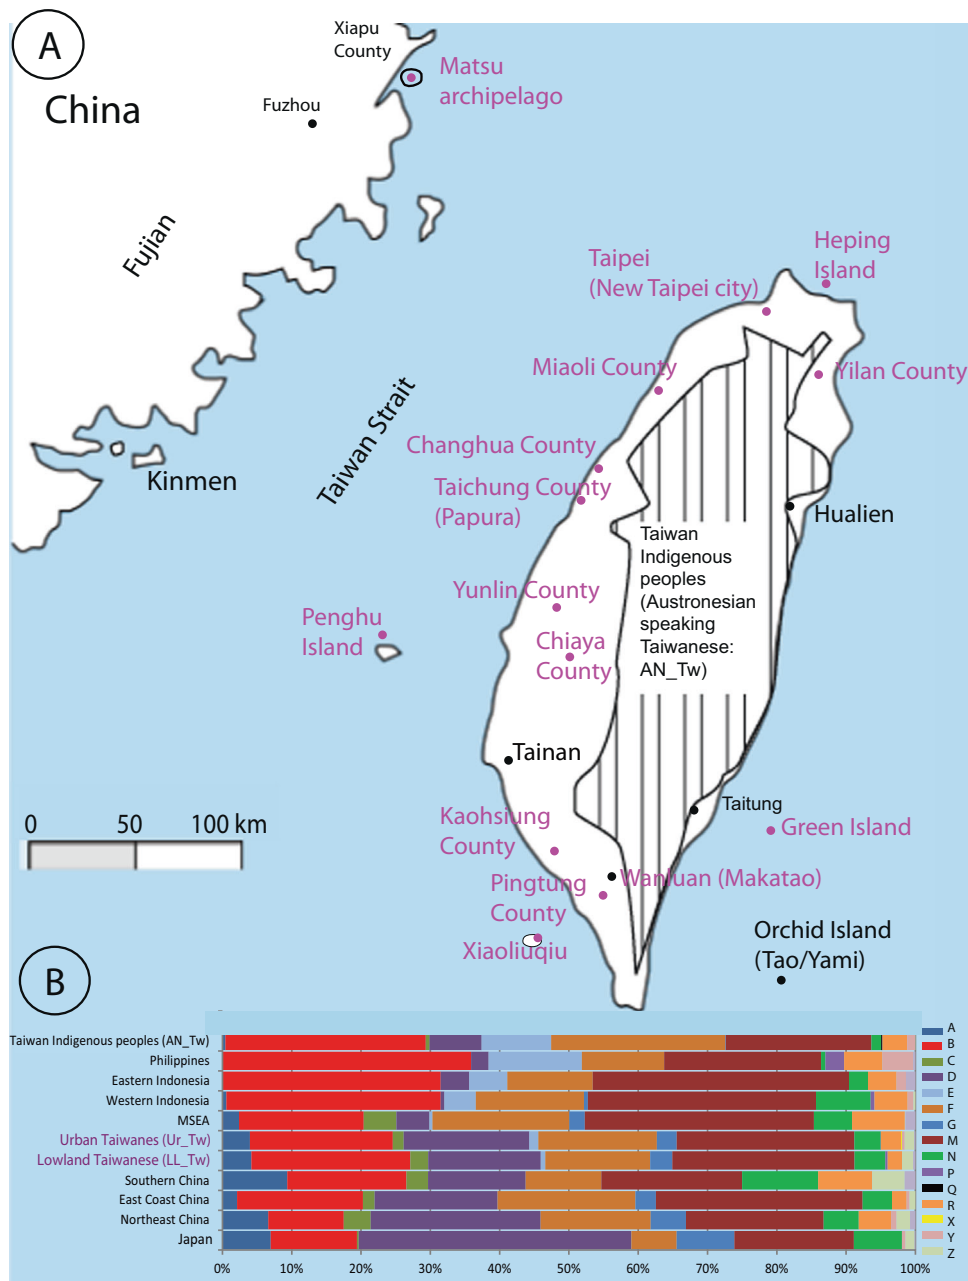 A
Xiapu
County
Matsu
archipelago
China
Fuzhou
Fujian
Heping
Island
Taipei
(New Taipei city)
Miaoli County
Yilan County
Taiwan Strait
Changhua County
Kinmen
Taichung County
(Papura)
Hualien
Taiwan
Indigenous
peoples
(Austronesian
speaking
Taiwanese:
AN_Tw)
Yunlin County
Penghu
Island
Chiaya
County
Tainan
Taitung
0 50 100 km
Kaohsiung
County
Green Island
Wanluan (Makatao)
Pingtung
County
Xiaoliuqiu
Orchid Island
(Tao/Yami)
B
Taiwan Indigenous peoples (AN_Tw)
Philippines
Eastern Indonesia
Western Indonesia
MSEA
Urban Taiwanes (Ur_Tw)
Lowland Taiwanese (LL_Tw)
Southern China
East Coast China
Northeast China
Japan
0% 10% 20% 30% 40% 50% 60% 70% 80% 90% 100%
A
B
C
D
E
F
G
M
N
P
Q
R
X
Y
Z